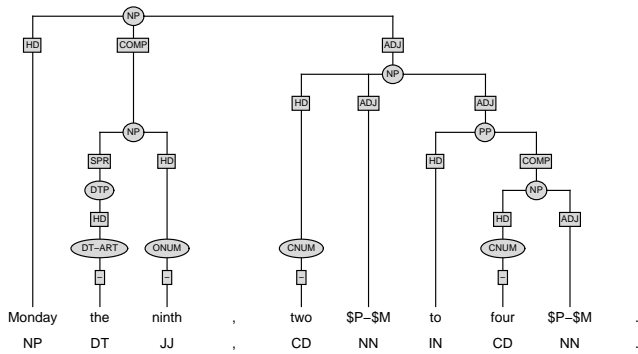 NP
HD COMP ADJ
NP
HD ADJ ADJ
NP PP
SPR HD HD COMP
DTP NP
HD HD ADJ
DT–ART ONUM CNUM CNUM
– – – –
Monday the ninth , two $P–$M to four $P–$M .
NP DT JJ , CD NN IN CD NN .